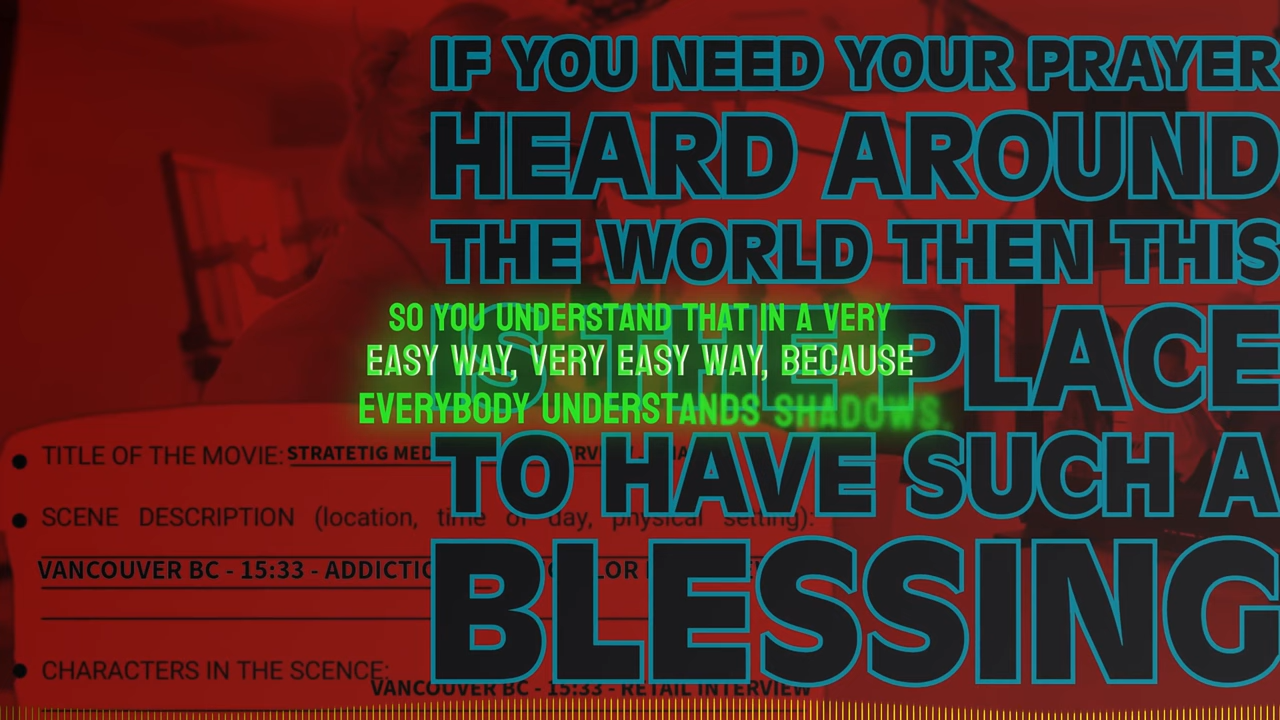 IF YOU NEED YOUR PRAYER
HEARD AROUND
THE WORLD THEN THIS
IS THE PLACE
TO HAVE SUCH A
BLESSING
SO YOU UNDERSTAND THAT IN A VERY
EASY WAY, VERY EASY WAY, BECAUSE
EVERYBODY UNDERSTANDS SHADOWS.
TITLE OF THE MOVIE: STRATETIG MED
SCENE DESCRIPTION (location, time of day, physical setting):
VANCOUVER BC - 15:33 - ADDICTIO
CHARACTERS IN THE SCENCE:
VANCOUVER BC - 15:33 - RETAIL INTERVIEW